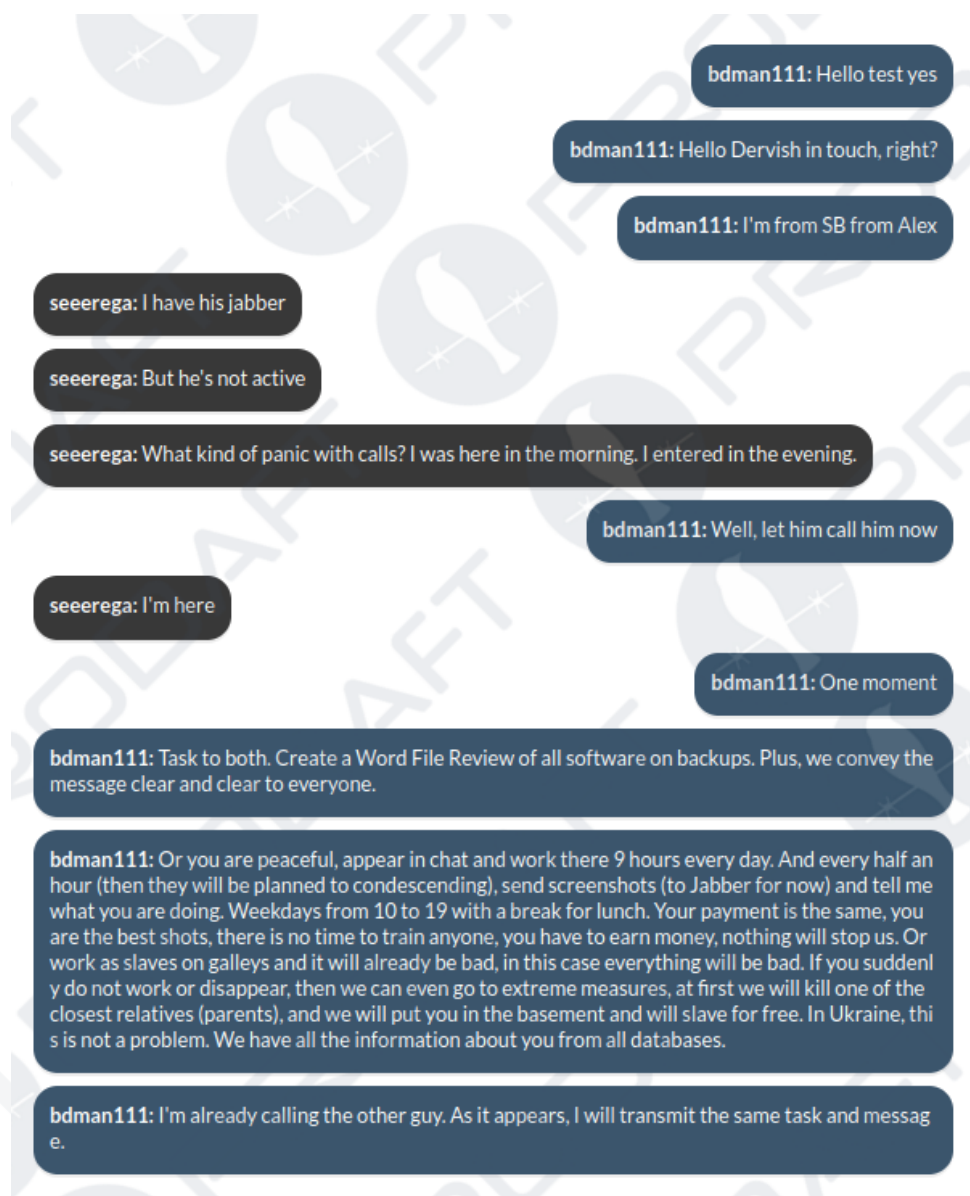 bdman111: Hello test yes
bdman111: Hello Dervish in touch, right?
bdman111: I'm from SB from Alex
seeerega: I have his jabber
seeerega: But he's not active
seeerega: What kind of panic with calls? I was here in the morning. I entered in the evening.
bdman111: Well, let him call him now
seeerega: I'm here
bdman111: One moment
bdman111: Task to both. Create a Word File Review of all software on backups. Plus, we convey the
message clear and clear to everyone.
bdman111: Or you are peaceful, appear in chat and work there 9 hours every day. And every half an
hour (then they will be planned to condescending), send screenshots (to Jabber for now) and tell me
what you are doing. Weekdays from 10 to 19 with a break for lunch. Your payment is the same, you
are the best shots, there is no time to train anyone, you have to earn money, nothing will stop us. Or
work as slaves on galleys and it will already be bad, in this case everything will be bad. If you suddenl
y do not work or disappear, then we can even go to extreme measures, at first we will kill one of the
closest relatives (parents), and we will put you in the basement and will slave for free. In Ukraine, thi
s is not a problem. We have all the information about you from all databases.
bdman111: I'm already calling the other guy. As it appears, I will transmit the same task and messag
e.